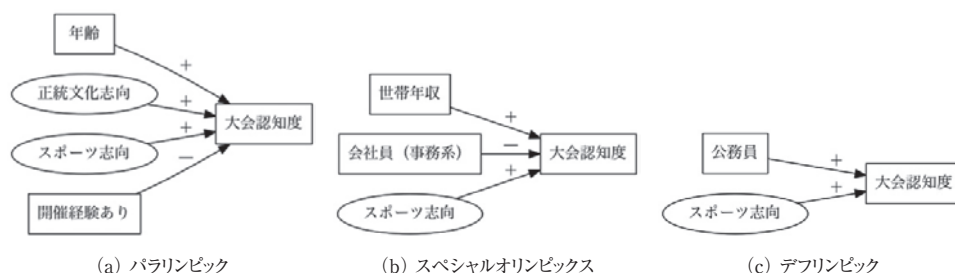 年齢
+
正統文化志向
+
大会認知度
+
スポーツ志向
−
開催経験あり
(a) パラリンピック
世帯年収
+
会社員（事務系）
−
大会認知度
+
スポーツ志向
(b) スペシャルオリンピックス
公務員
+
大会認知度
+
スポーツ志向
(c) デフリンピック